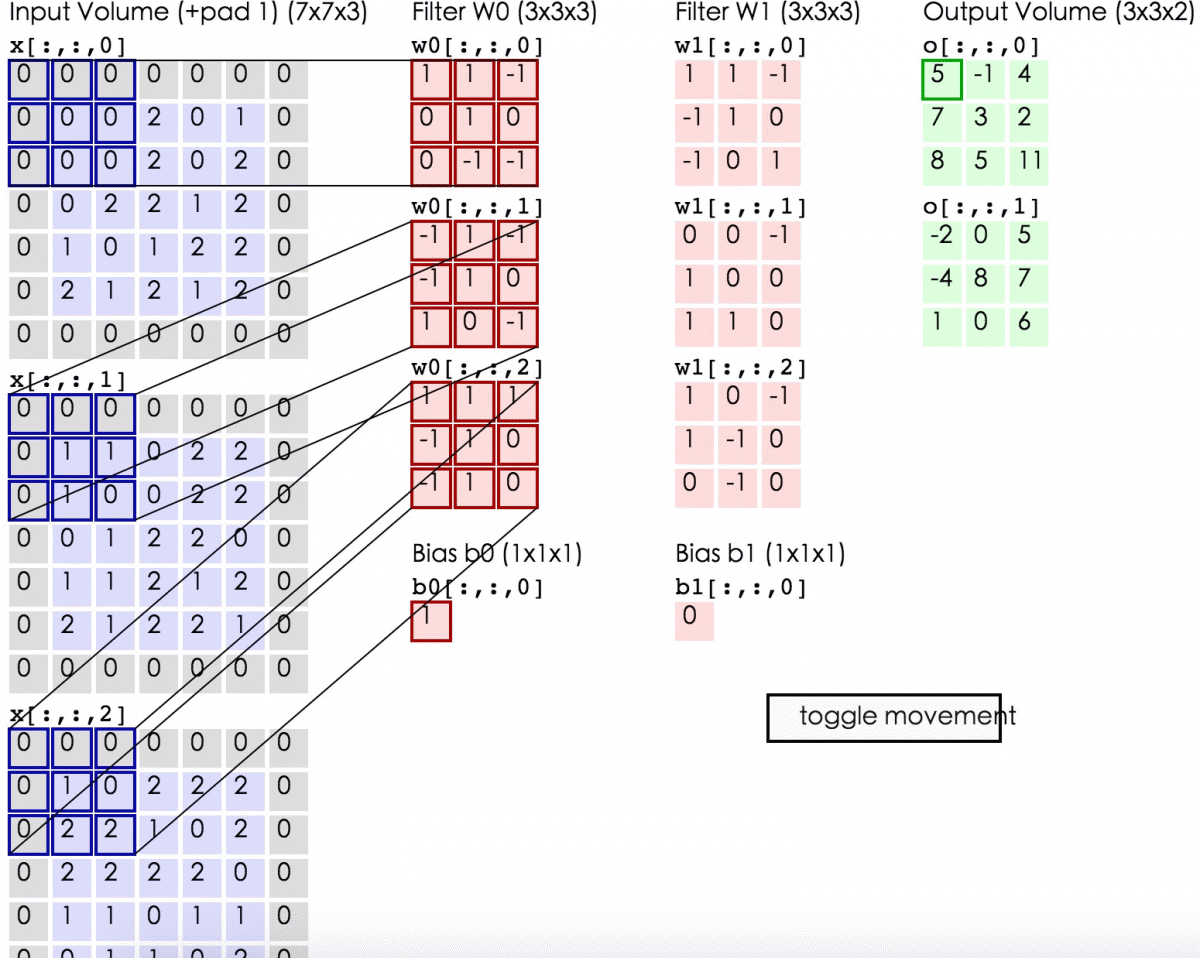 Input Volume (+pad 1) (7x7x3)
x[:,:,0]
0 0 0 0 0 0 0
0 0 0 2 0 1 0
0 0 0 2 0 2 0
0 0 2 2 1 2 0
0 1 0 1 2 2 0
0 2 1 2 1 2 0
0 0 0 0 0 0 0
x[:,:,1]
0 0 0 0 0 0 0
0 1 1 0 2 2 0
0 1 0 0 2 2 0
0 0 1 2 2 0 0
0 1 1 2 1 2 0
0 2 1 2 2 1 0
0 0 0 0 0 0 0
x[:,:,2]
0 0 0 0 0 0 0
0 1 0 2 2 2 0
0 2 2 1 0 2 0
0 2 2 2 2 0 0
0 1 1 0 1 1 0
0 0 1 1 0 2 0
Filter W0 (3x3x3)
w0[:,:,0]
1 1 -1
0 1 0
0 -1 -1
w0[:,:,1]
-1 1 -1
-1 1 0
1 0 -1
w0[:,:,2]
1 1 1
-1 1 0
-1 1 0
Bias b0 (1x1x1)
b0[:,:,0]
1
Filter W1 (3x3x3)
w1[:,:,0]
1 1 -1
-1 1 0
-1 0 1
w1[:,:,1]
0 0 -1
1 0 0
1 1 0
w1[:,:,2]
1 0 -1
1 -1 0
0 -1 0
Bias b1 (1x1x1)
b1[:,:,0]
0
Output Volume (3x3x2)
o[:,:,0]
5 -1 4
7 3 2
8 5 11
o[:,:,1]
-2 0 5
-4 8 7
1 0 6
toggle movement